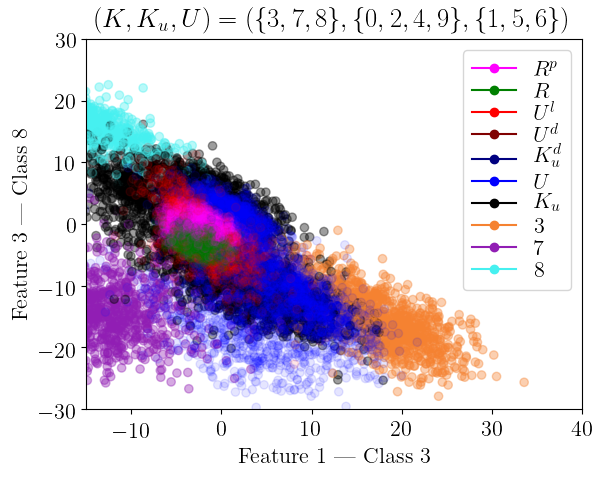 (K, K_u, U) = ({3, 7, 8}, {0, 2, 4, 9}, {1, 5, 6})
30
20
10
0
−10
−20
−30
Feature 3 — Class 8
−10
0
10
20
30
40
Feature 1 — Class 3
R^p
R
U^l
U^d
K_u^d
U
K_u
3
7
8